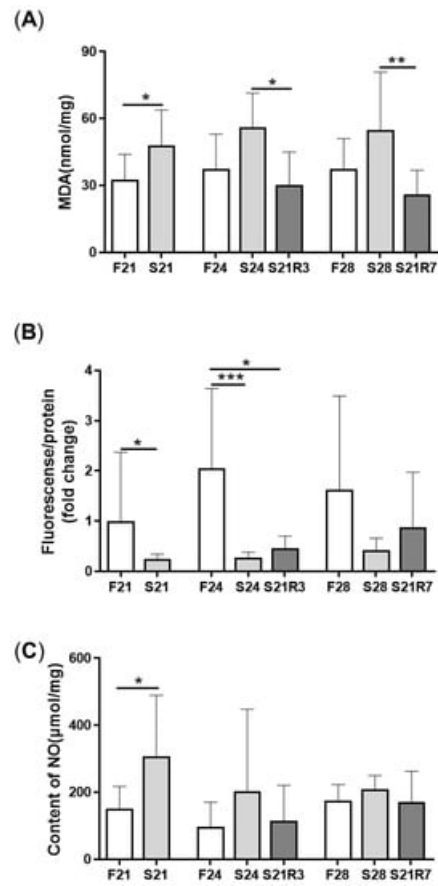 (A)
MDA(nmol/mg)
90
60
30
0
* * **
F21 S21 F24 S24 S21R3 F28 S28 S21R7
(B)
Fluorescense/protein
(fold change)
4
3
2
1
0
*
***
*
F21 S21 F24 S24 S21R3 F28 S28 S21R7
(C)
Content of NO(μmol/mg)
600
400
200
0
*
F21 S21 F24 S24 S21R3 F28 S28 S21R7